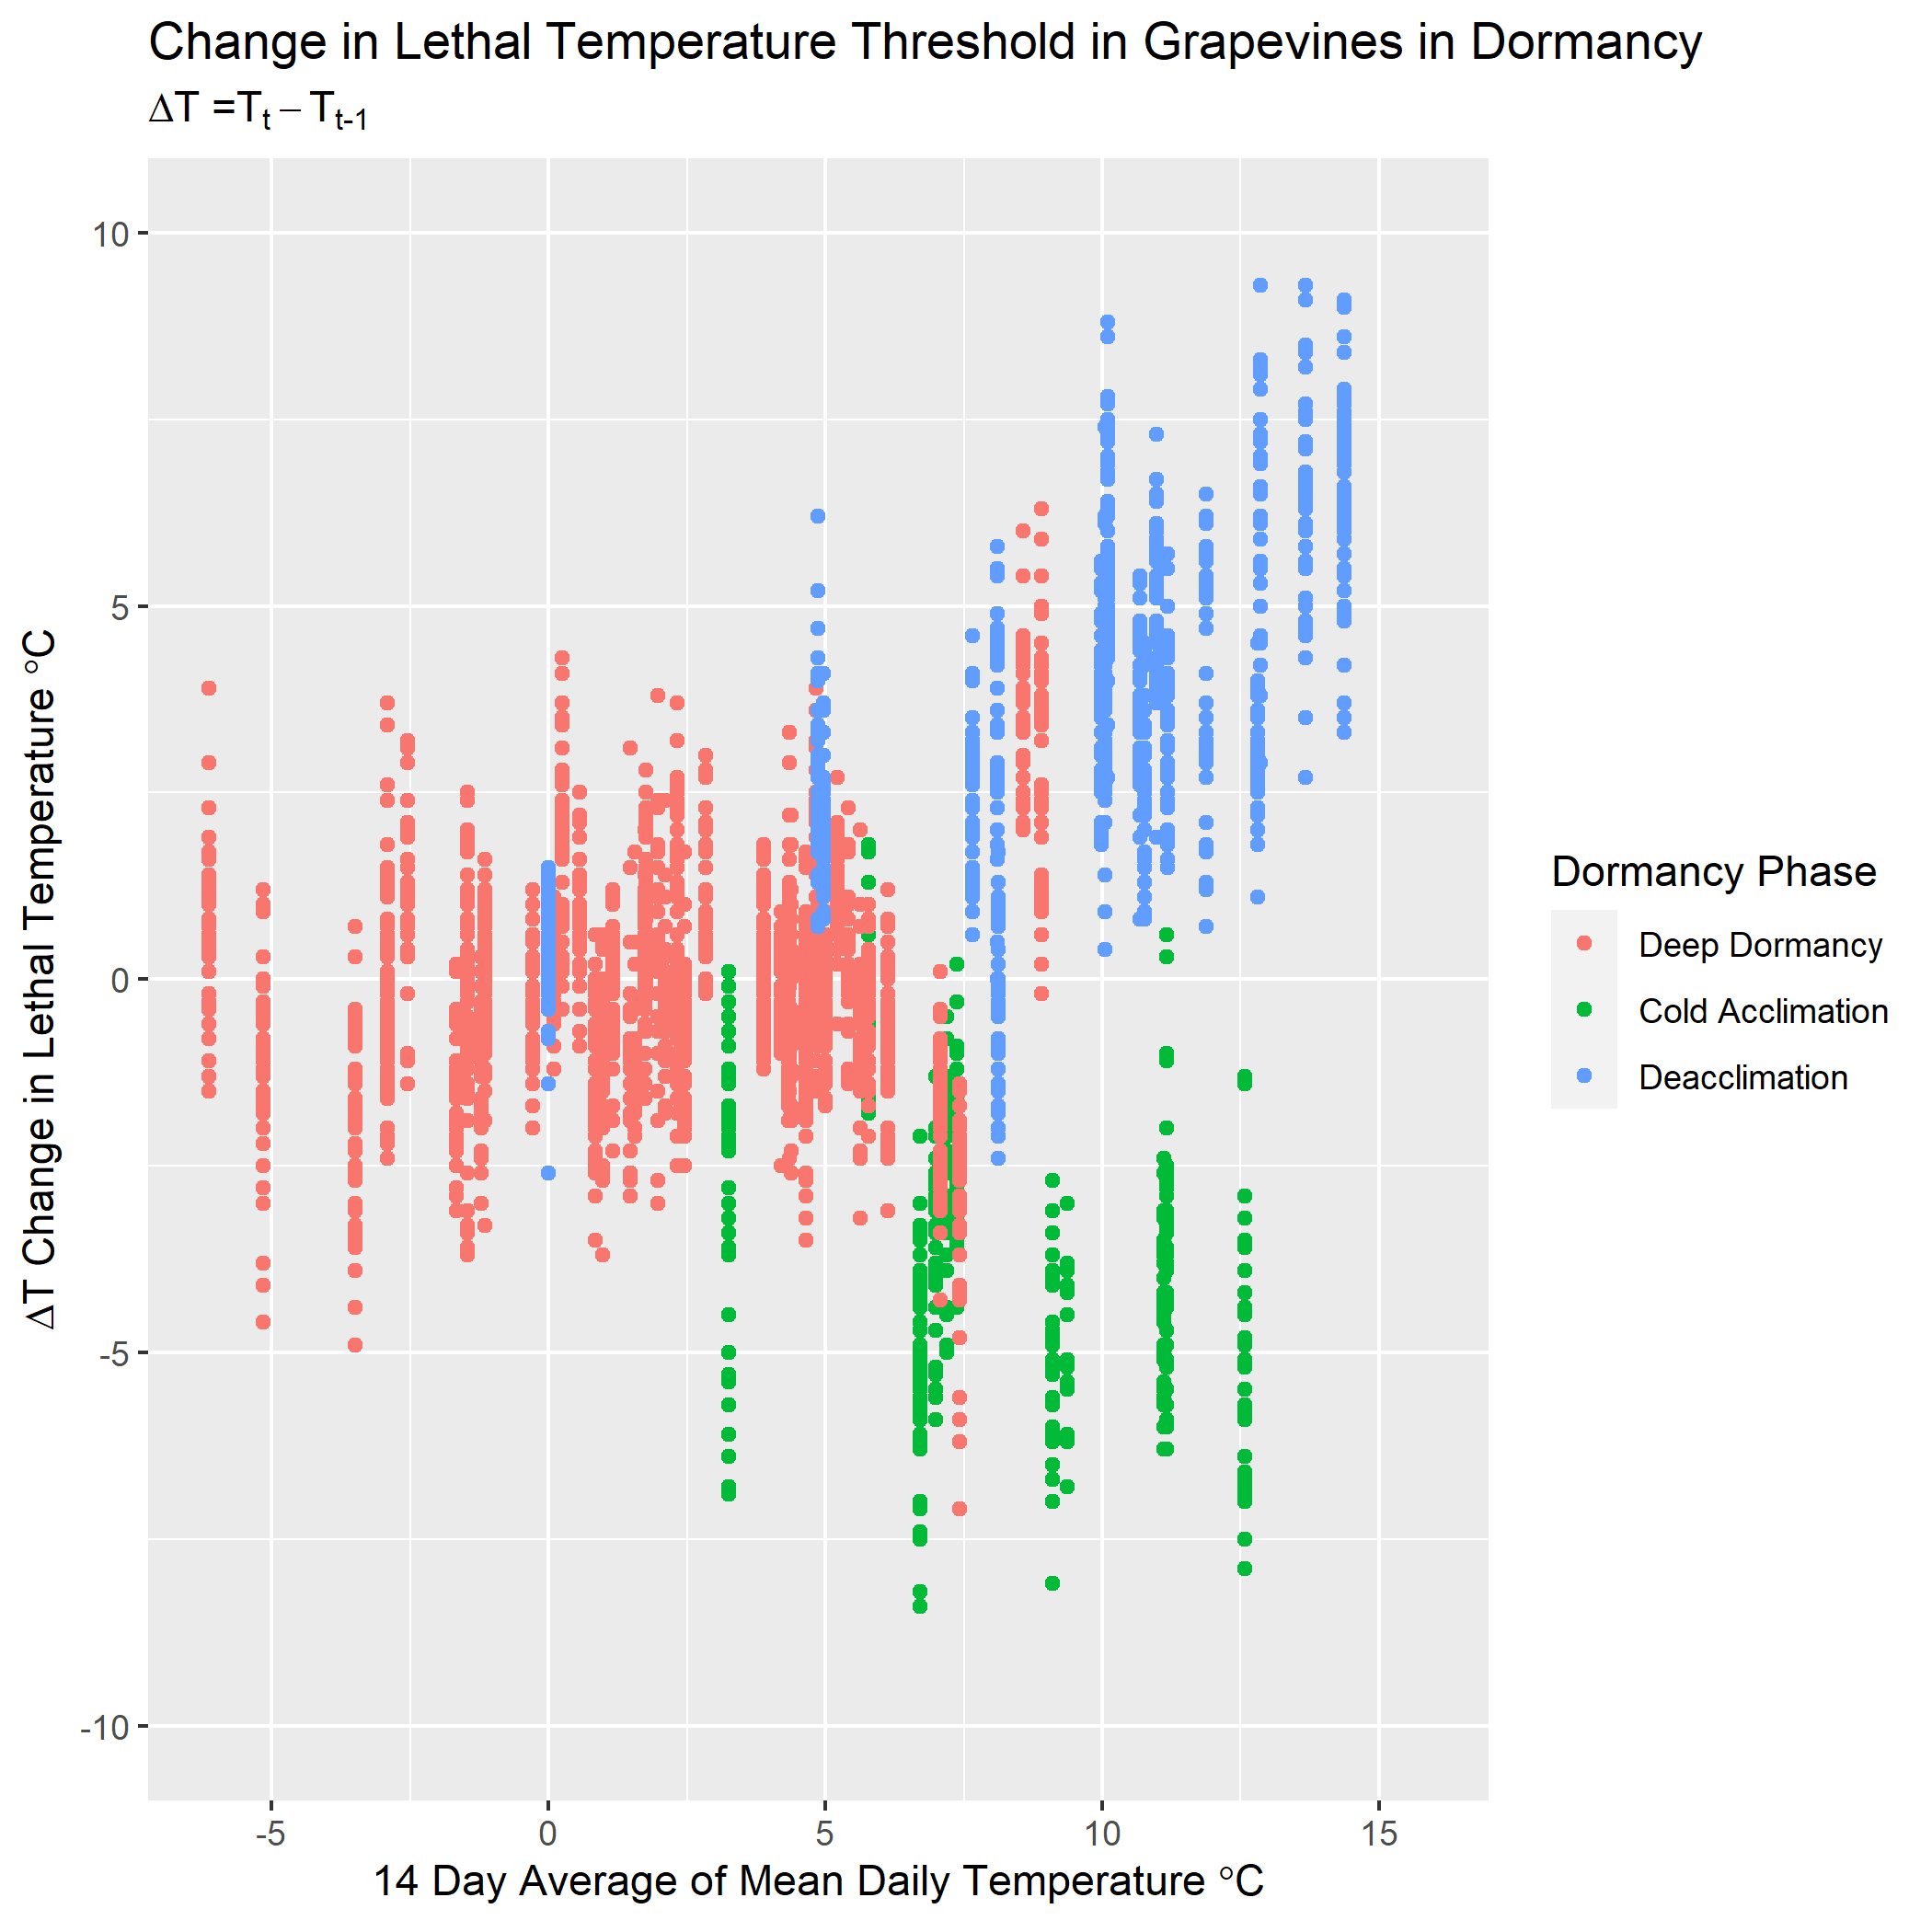 Change in Lethal Temperature Threshold in Grapevines in Dormancy
ΔT =Tₜ − Tₜ₋₁
10
5
0
-5
-10
ΔT Change in Lethal Temperature °C
-5 0 5 10 15
14 Day Average of Mean Daily Temperature °C
Dormancy Phase
Deep Dormancy
Cold Acclimation
Deacclimation